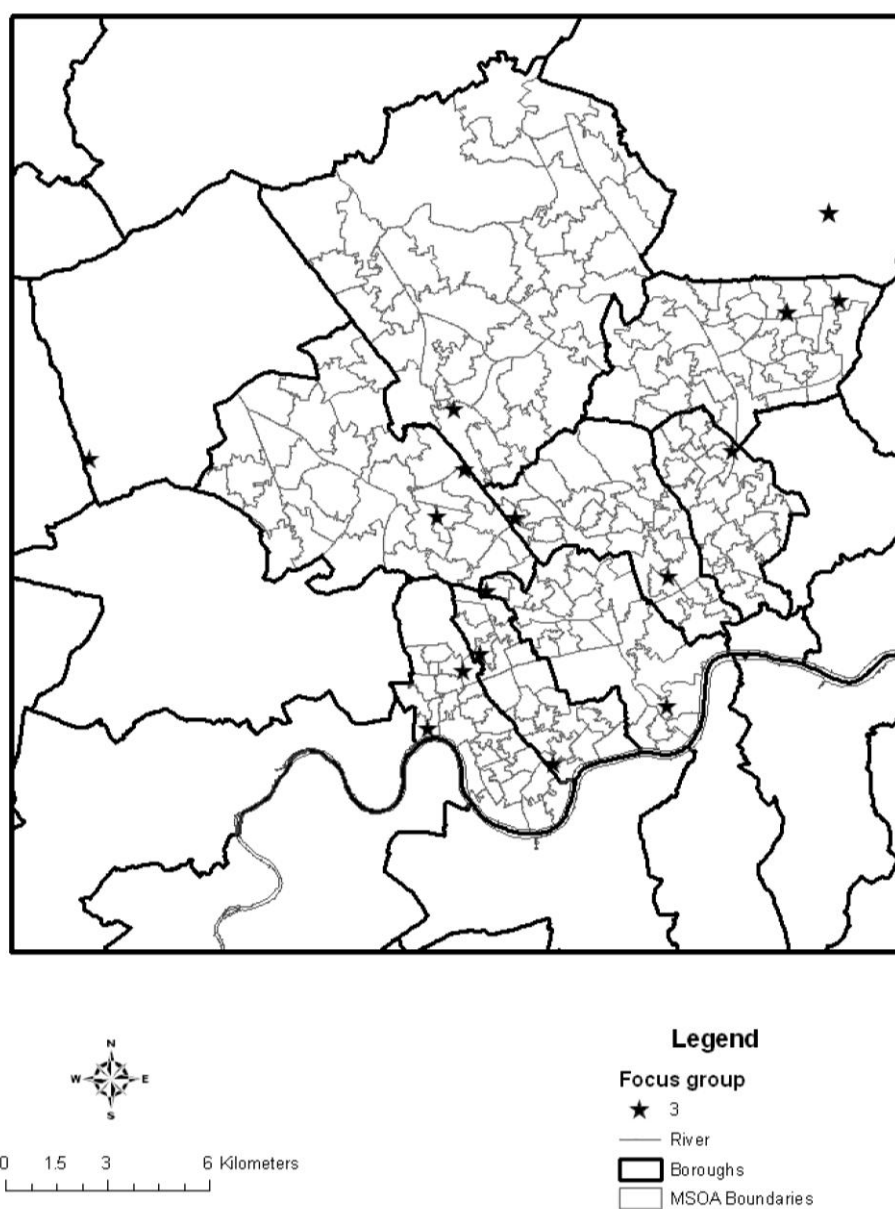 N
W E
S
0 1.5 3 6 Kilometers
Legend
Focus group
3
River
Boroughs
MSOA Boundaries